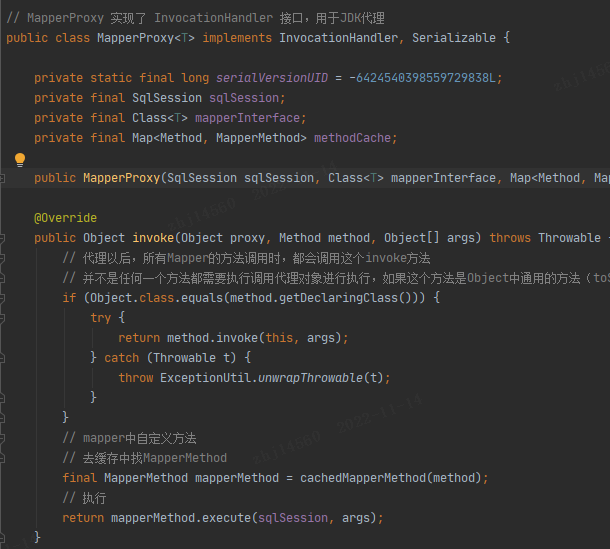 // MapperProxy 实现了 InvocationHandler 接口，用于JDK代理
public class MapperProxy<T> implements InvocationHandler, Serializable {
private static final long serialVersionUID = -6424540398559729838L;
private final SqlSession sqlSession;
private final Class<T> mapperInterface;
private final Map<Method, MapperMethod> methodCache;
public MapperProxy(SqlSession sqlSession, Class<T> mapperInterface, Map<Method, Map
@Override
public Object invoke(Object proxy, Method method, Object[] args) throws Throwable {
// 代理以后，所有Mapper的方法调用时，都会调用这个invoke方法
// 并不是任何一个方法都需要执行调用代理对象进行执行，如果这个方法是Object中通用的方法（toS
if (Object.class.equals(method.getDeclaringClass())) {
try {
return method.invoke(this, args);
} catch (Throwable t) {
throw ExceptionUtil.unwrapThrowable(t);
}
}
// mapper中自定义方法
// 去缓存中找MapperMethod
final MapperMethod mapperMethod = cachedMapperMethod(method);
// 执行
return mapperMethod.execute(sqlSession, args);
}